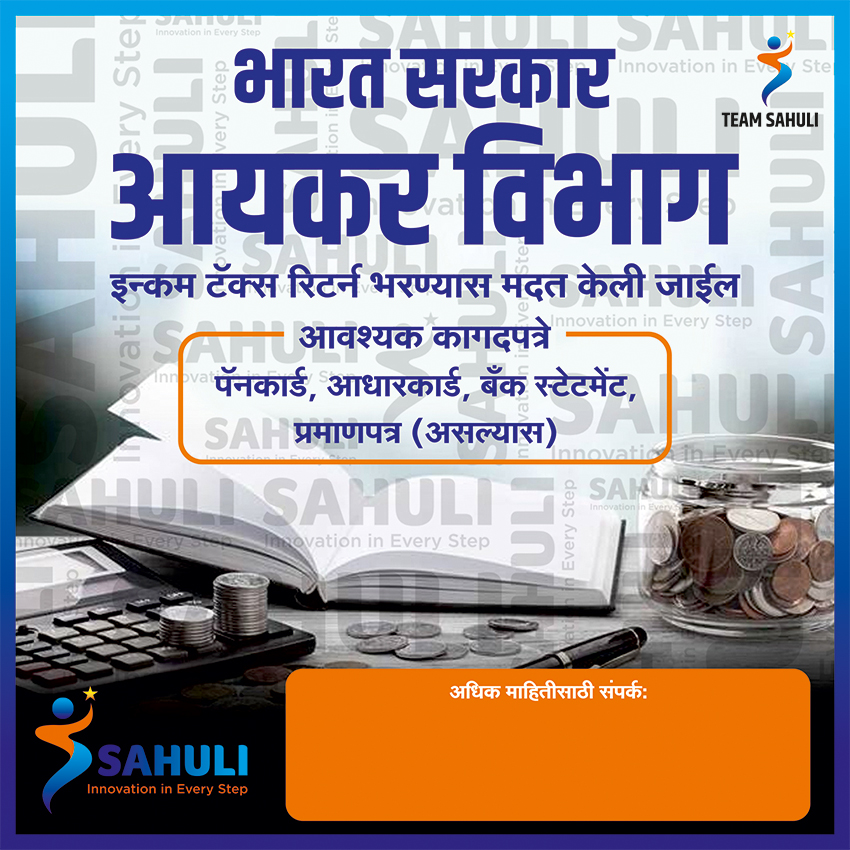 भारत सरकार
TEAM SAHULI
आयकर विभाग
इन्कम टॅक्स रिटर्न भरण्यास मदत केली जाईल
आवश्यक कागदपत्रे
पॅनकार्ड, आधारकार्ड, बँक स्टेटमेंट,
प्रमाणपत्र (असल्यास)
अधिक माहितीसाठी संपर्क:
SAHULI
Innovation in Every Step